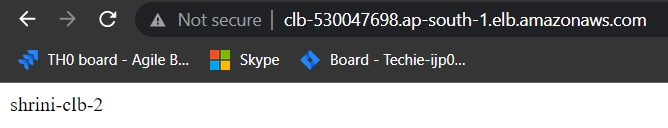 Not secure | clb-530047698.ap-south-1.elb.amazonaws.com
TH0 board - Agile B... Skype Board - Techie-ijp0...
shrini-clb-2